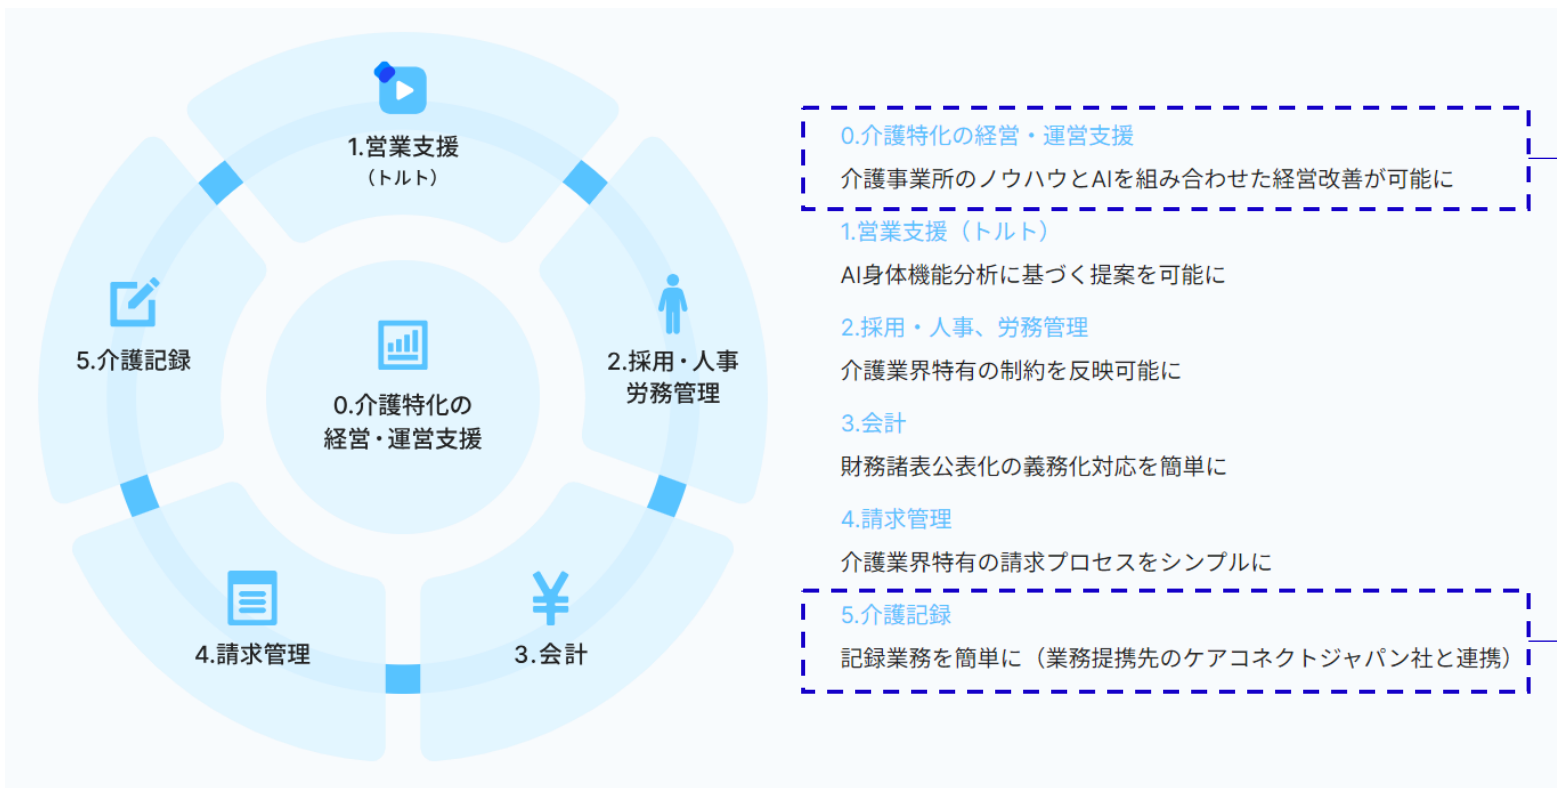 1.営業支援
（トルト）
2.採用・人事
労務管理
3.会計
4.請求管理
5.介護記録
0.介護特化の
経営・運営支援
0.介護特化の経営・運営支援
介護事業所のノウハウとAIを組み合わせた経営改善が可能に
1.営業支援（トルト）
AI身体機能分析に基づく提案を可能に
2.採用・人事、労務管理
介護業界特有の制約を反映可能に
3.会計
財務諸表公表化の義務化対応を簡単に
4.請求管理
介護業界特有の請求プロセスをシンプルに
5.介護記録
記録業務を簡単に（業務提携先のケアコネクトジャパン社と連携）